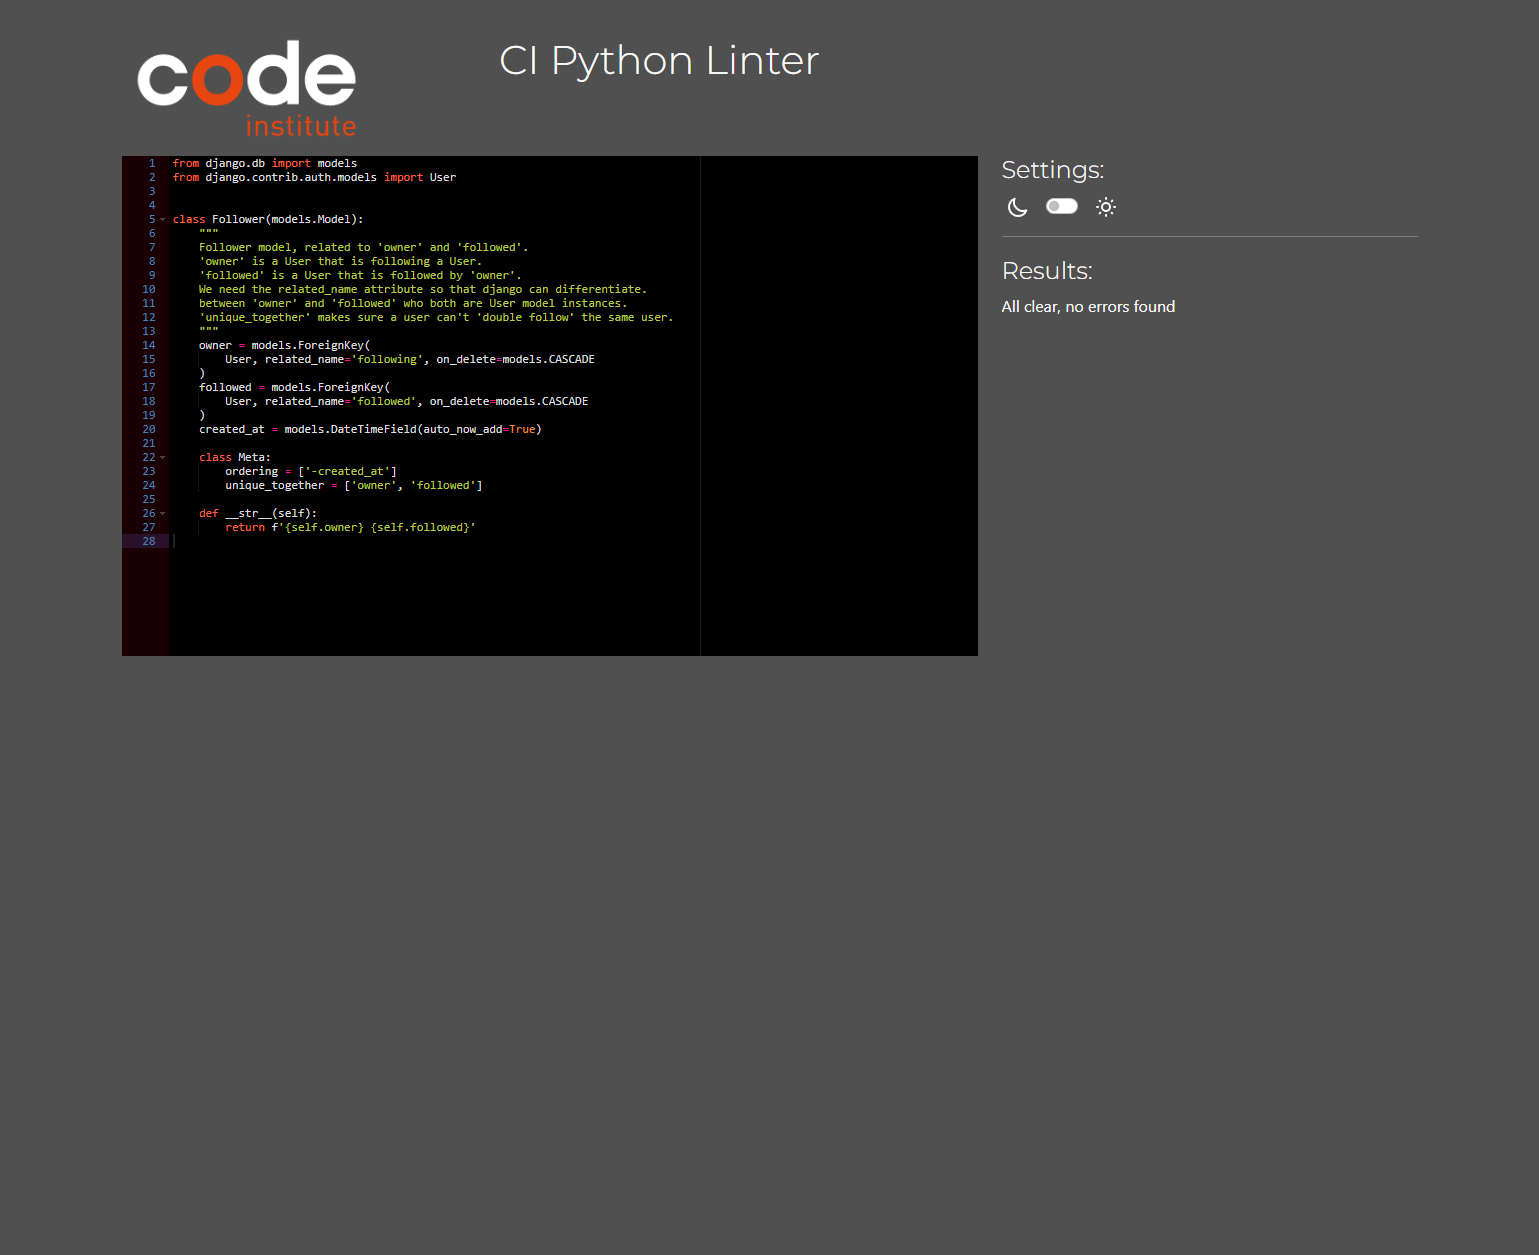 code
institute
CI Python Linter
1 from django.db import models
2 from django.contrib.auth.models import User
3
4
5 class Follower(models.Model):
6     """
7     Follower model, related to 'owner' and 'followed'.
8     'owner' is a User that is following a User.
9     'followed' is a User that is followed by 'owner'.
10     We need the related_name attribute so that django can differentiate.
11     between 'owner' and 'followed' who both are User model instances.
12     'unique_together' makes sure a user can't 'double follow' the same user.
13     """
14     owner = models.ForeignKey(
15         User, related_name='following', on_delete=models.CASCADE
16     )
17     followed = models.ForeignKey(
18         User, related_name='followed', on_delete=models.CASCADE
19     )
20     created_at = models.DateTimeField(auto_now_add=True)
21
22     class Meta:
23         ordering = ['-created_at']
24         unique_together = ['owner', 'followed']
25
26     def __str__(self):
27         return f'{self.owner} {self.followed}'
28
Settings:
Results:
All clear, no errors found